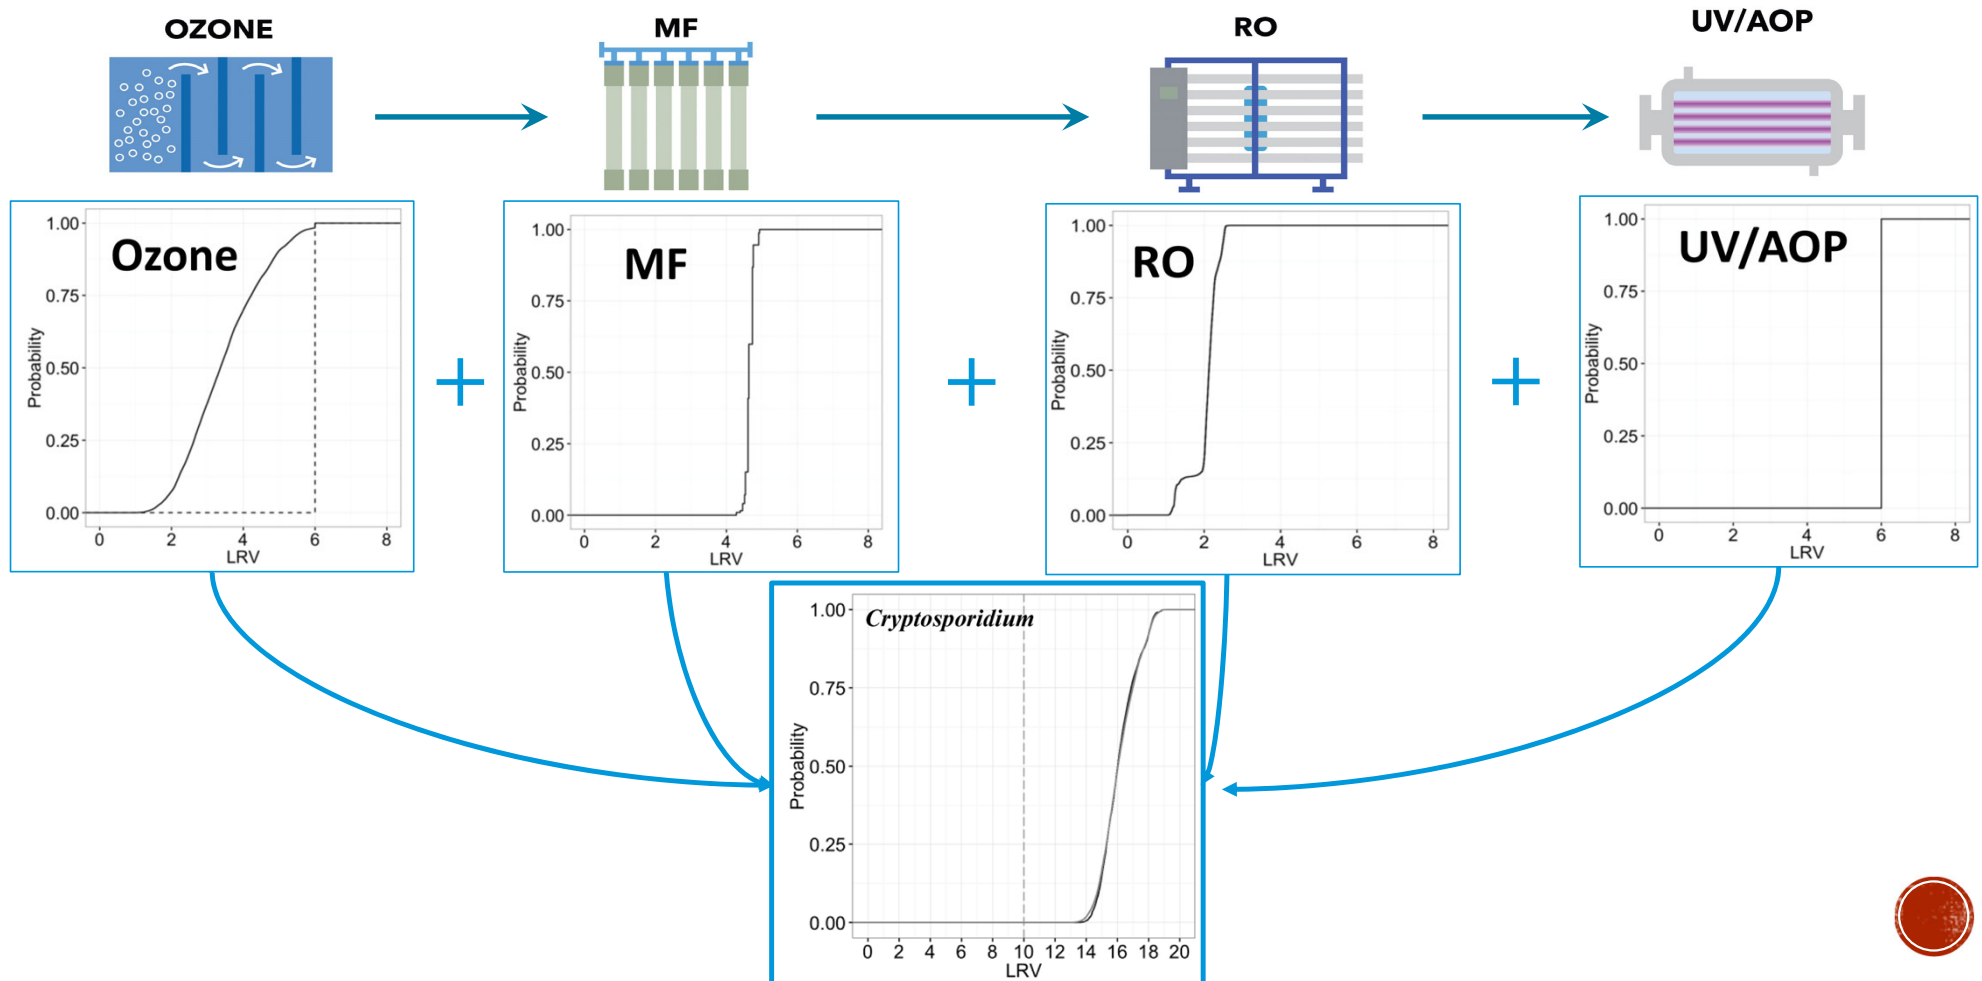 OZONE
MF
RO
UV/AOP
Ozone
1.00
0.75
0.50
0.25
0.00
Probability
0 2 4 6 8
LRV
MF
1.00
0.75
0.50
0.25
0.00
Probability
0 2 4 6 8
LRV
RO
1.00
0.75
0.50
0.25
0.00
Probability
0 2 4 6 8
LRV
UV/AOP
1.00
0.75
0.50
0.25
0.00
Probability
0 2 4 6 8
LRV
+
+
+
Cryptosporidium
1.00
0.75
0.50
0.25
0.00
Probability
0 2 4 6 8 10 12 14 16 18 20
LRV